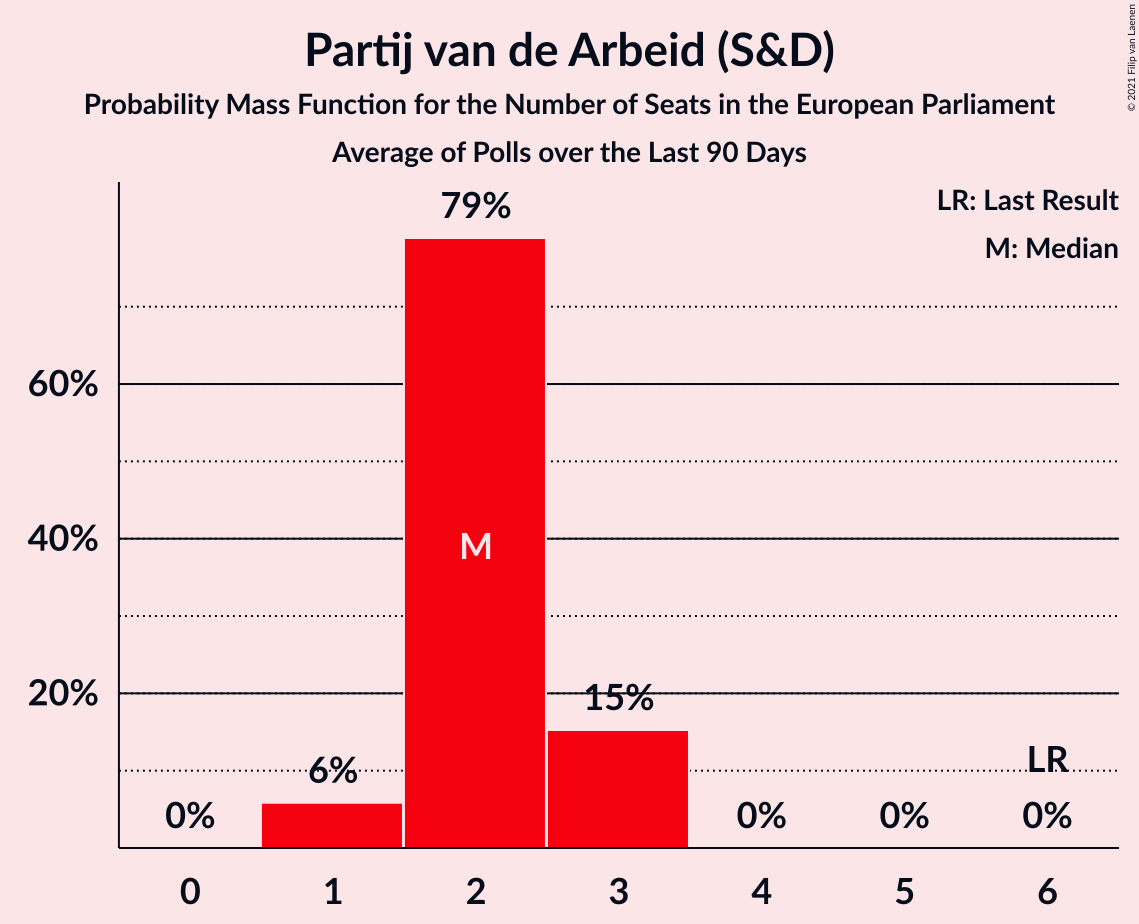 Partij van de Arbeid (S&D)
Probability Mass Function for the Number of Seats in the European Parliament
Average of Polls over the Last 90 Days
© 2021 Filip van Laenen
LR: Last Result
M: Median
79%
60%
40%
M
20%
15%
6%
LR
0%
0%
0%
0%
0 1 2 3 4 5 6